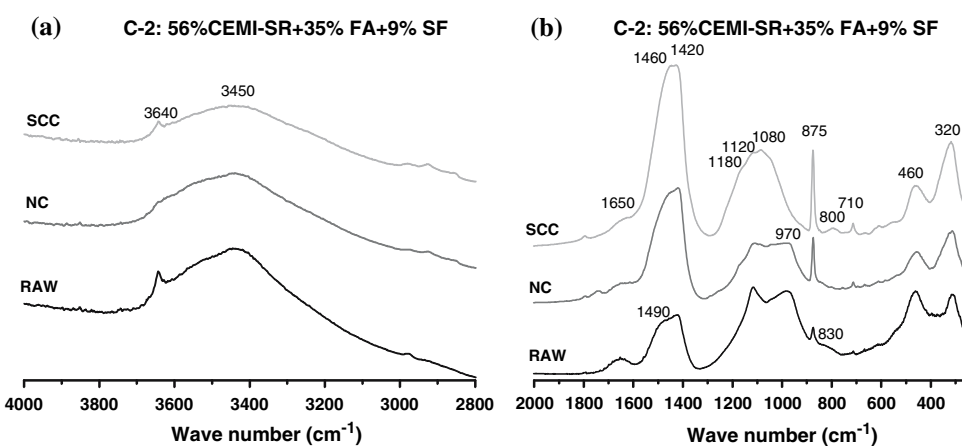 (a)
C-2: 56%CEMI-SR+35% FA+9% SF
SCC
3640
3450
NC
RAW
4000 3800 3600 3400 3200 3000 2800
Wave number (cm⁻¹)
(b)
C-2: 56%CEMI-SR+35% FA+9% SF
1460 1420
875
1120 1080
1180
320
460
1650
710
800
SCC
970
NC
1490
830
RAW
2000 1800 1600 1400 1200 1000 800 600 400
Wave number (cm⁻¹)